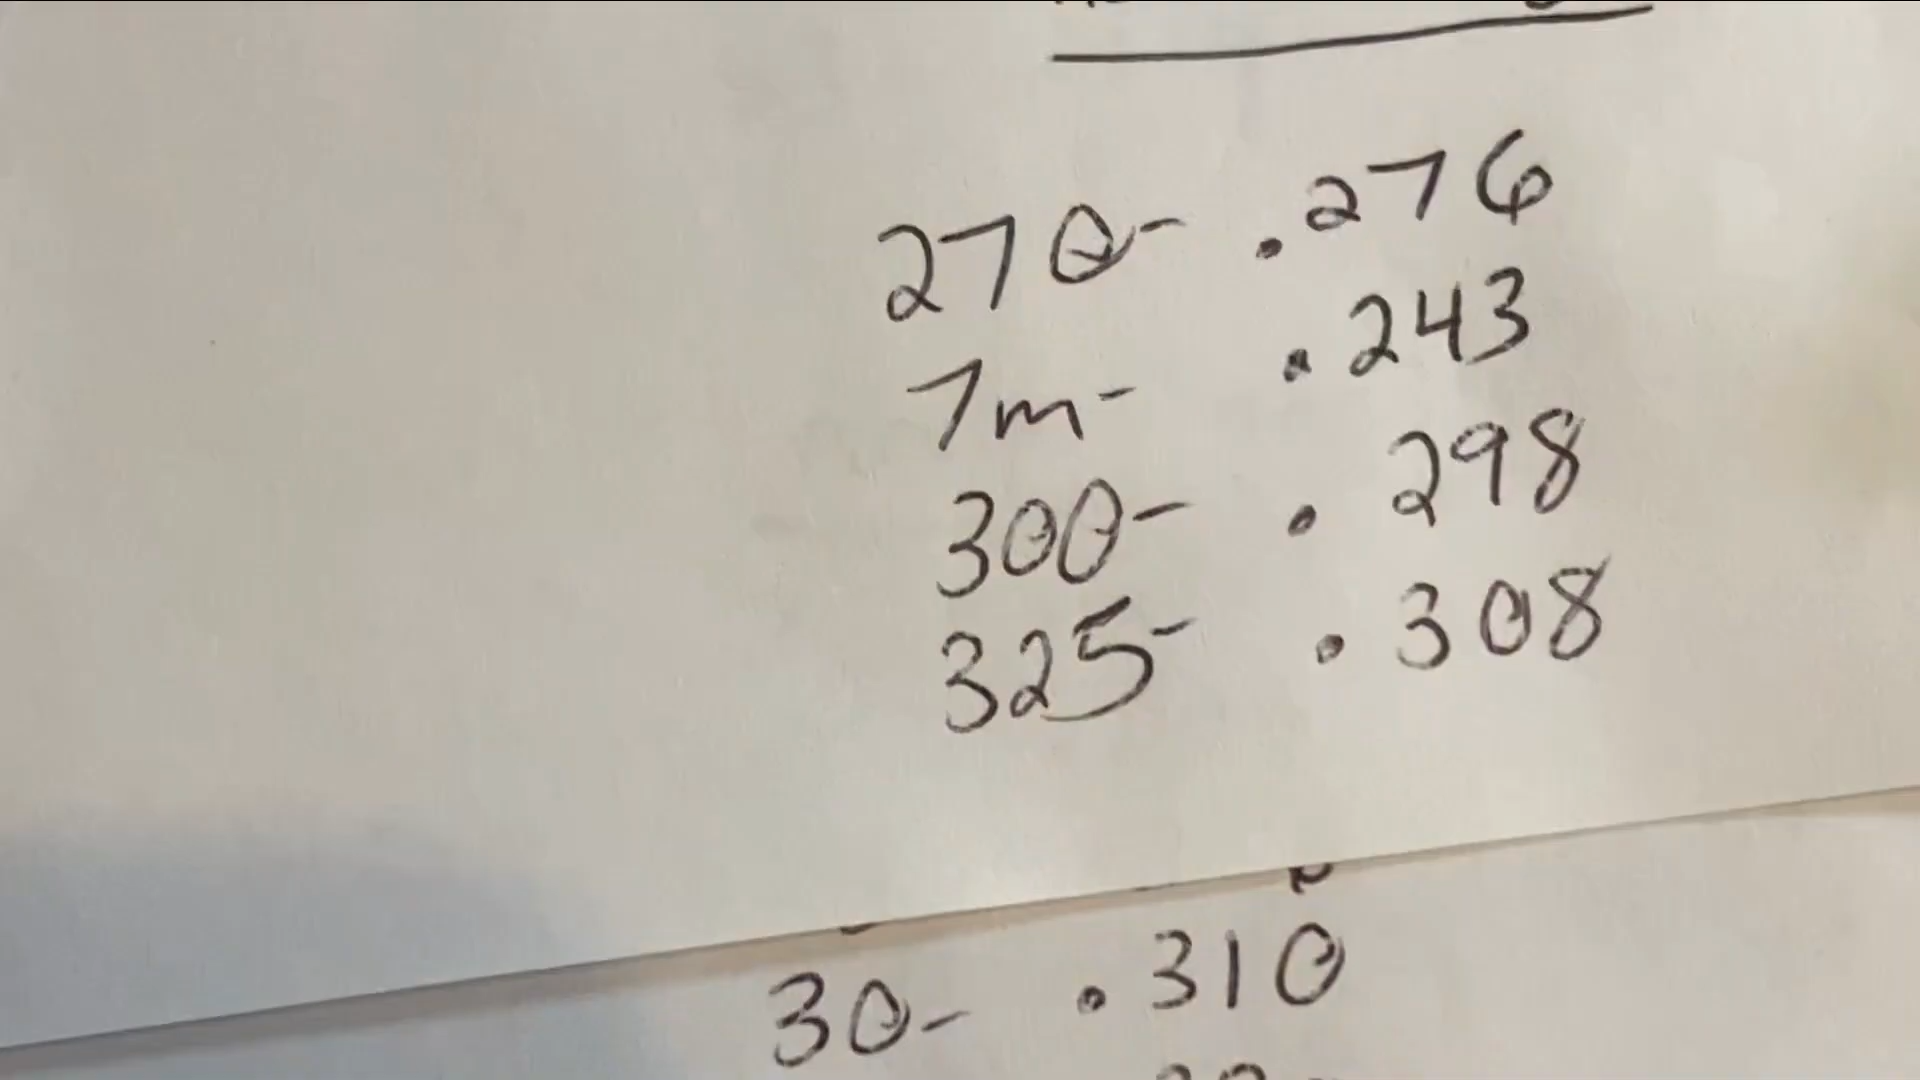 270- .276
7m- .243
300- .298
325- .308
30- .310